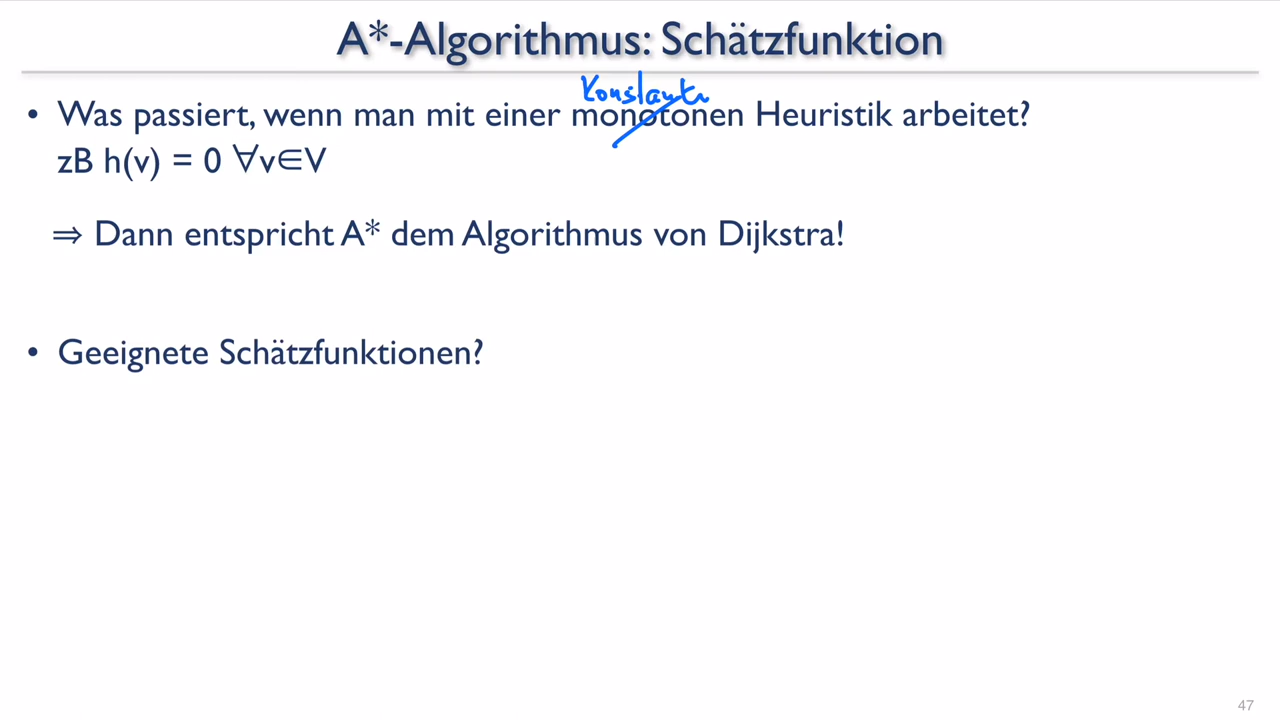 A*-Algorithmus: Schätzfunktion
Konstanten
• Was passiert, wenn man mit einer monotonen Heuristik arbeitet?
zB h(v) = 0 ∀v∈V
⇒ Dann entspricht A* dem Algorithmus von Dijkstra!
• Geeignete Schätzfunktionen?
47